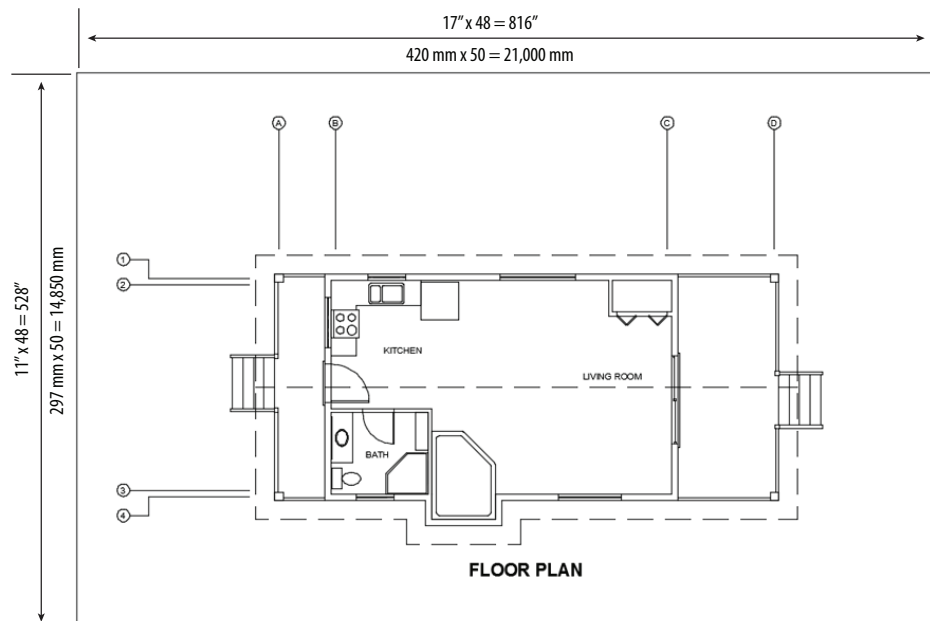 17” x 48 = 816”
420 mm x 50 = 21,000 mm
A B C D
1
2
11” x 48 = 528”
297 mm x 50 = 14,850 mm
KITCHEN
LIVING ROOM
BATH
3
4
FLOOR PLAN